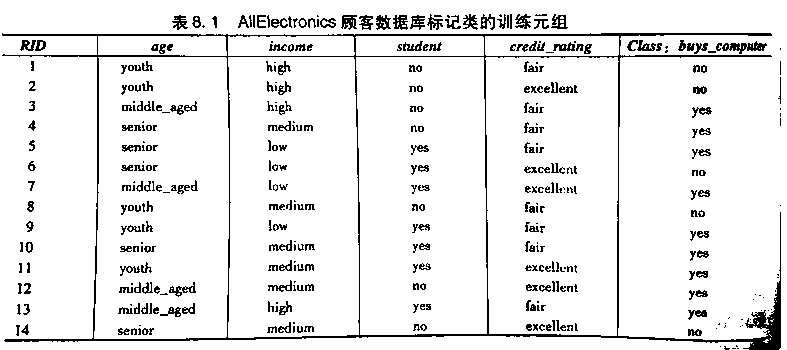 表 8.1 AllElectronics 顾客数据库标记类的训练元组
RID age income student credit_rating Class: buys_computer
1 youth high no fair no
2 youth high no excellent no
3 middle_aged high no fair yes
4 senior medium no fair yes
5 senior low yes fair yes
6 senior low yes excellent no
7 middle_aged low yes excellent yes
8 youth medium no fair no
9 youth low yes fair yes
10 senior medium yes fair yes
11 youth medium yes excellent yes
12 middle_aged medium no excellent yes
13 middle_aged high yes fair yes
14 senior medium no excellent no